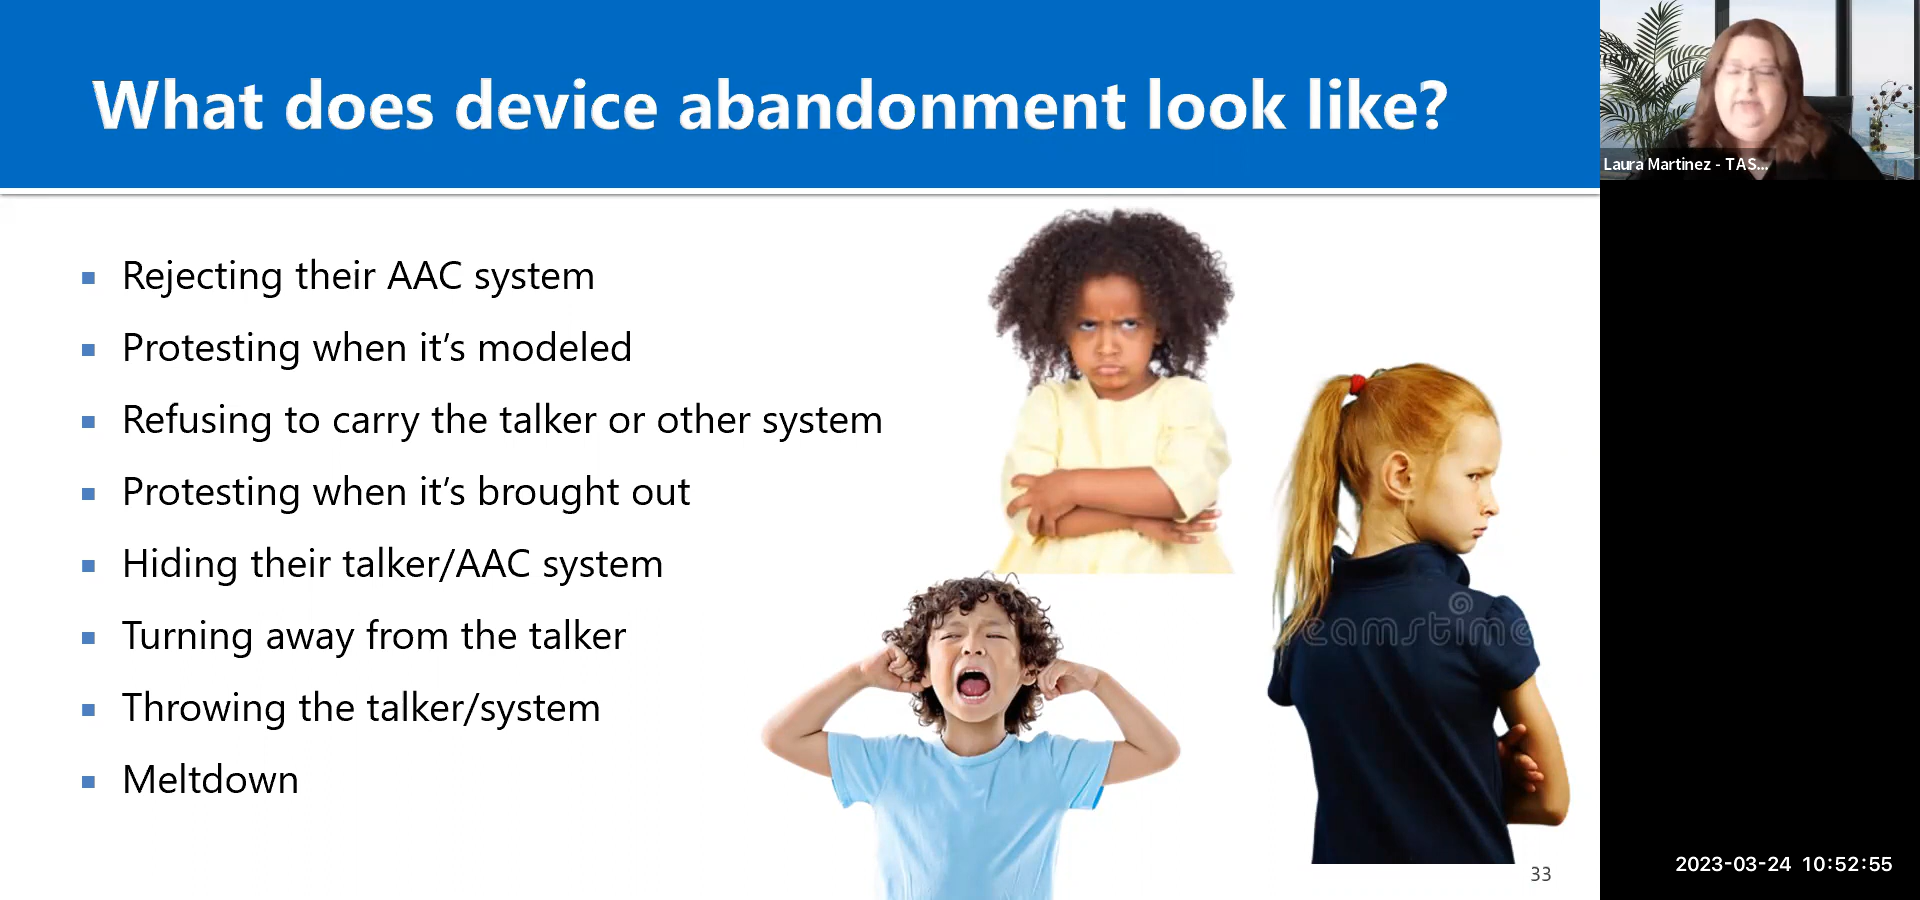 What does device abandonment look like?
Rejecting their AAC system
Protesting when it's modeled
Refusing to carry the talker or other system
Protesting when it's brought out
Hiding their talker/AAC system
Turning away from the talker
Throwing the talker/system
Meltdown
eamstime
33
Laura Martinez - TAS...
2023-03-24 10:52:55